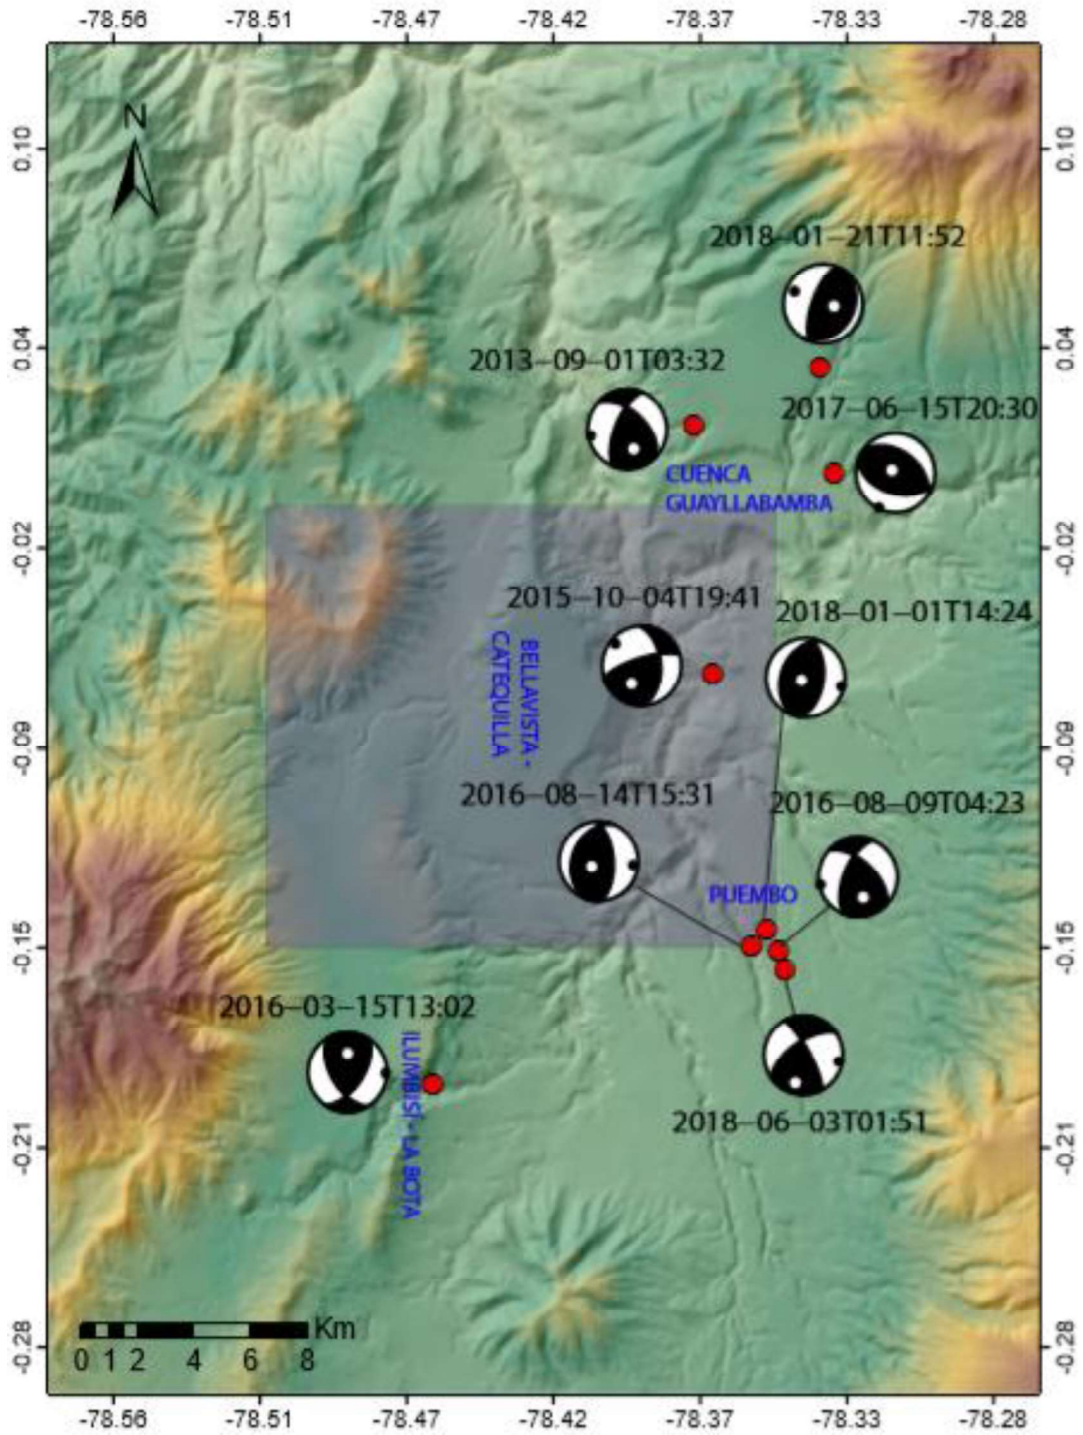 -78.56 -78.51 -78.47 -78.42 -78.37 -78.33 -78.28
N
0.10 0.10
2018–01–21T11:52
0.04 0.04
2013–09–01T03:32
2017–06–15T20:30
CUENCA
GUAYLLABAMBA
-0.02 -0.02
2015–10–04T19:41
2018–01–01T14:24
BELLAVISTA -
CATEQUILLA
-0.09 -0.09
2016–08–14T15:31
2016–08–09T04:23
PUEMBO
-0.15 -0.15
2016–03–15T13:02
ILUMBISÍ - LA BOTA
2018–06–03T01:51
-0.21 -0.21
Km
0 1 2 4 6 8
-0.28 -0.28
-78.56 -78.51 -78.47 -78.42 -78.37 -78.33 -78.28